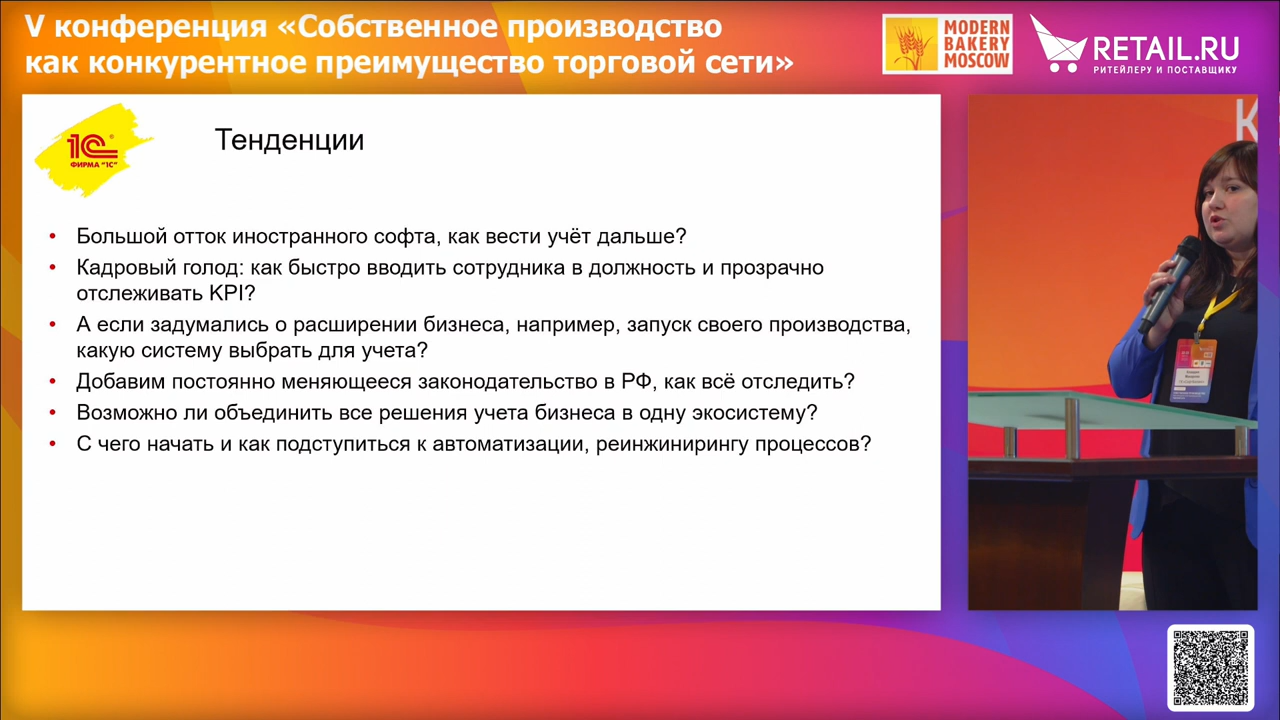 V конференция «Собственное производство
как конкурентное преимущество торговой сети»
MODERN
BAKERY
MOSCOW
RETAIL.RU
РИТЕЙЛЕРУ И ПОСТАВЩИКУ
1С
®
ФИРМА "1С"
Тенденции
• Большой отток иностранного софта, как вести учёт дальше?
• Кадровый голод: как быстро вводить сотрудника в должность и прозрачно
отслеживать KPI?
• А если задумались о расширении бизнеса, например, запуск своего производства,
какую систему выбрать для учета?
• Добавим постоянно меняющееся законодательство в РФ, как всё отследить?
• Возможно ли объединить все решения учета бизнеса в одну экосистему?
• С чего начать и как подступиться к автоматизации, реинжинирингу процессов?
К